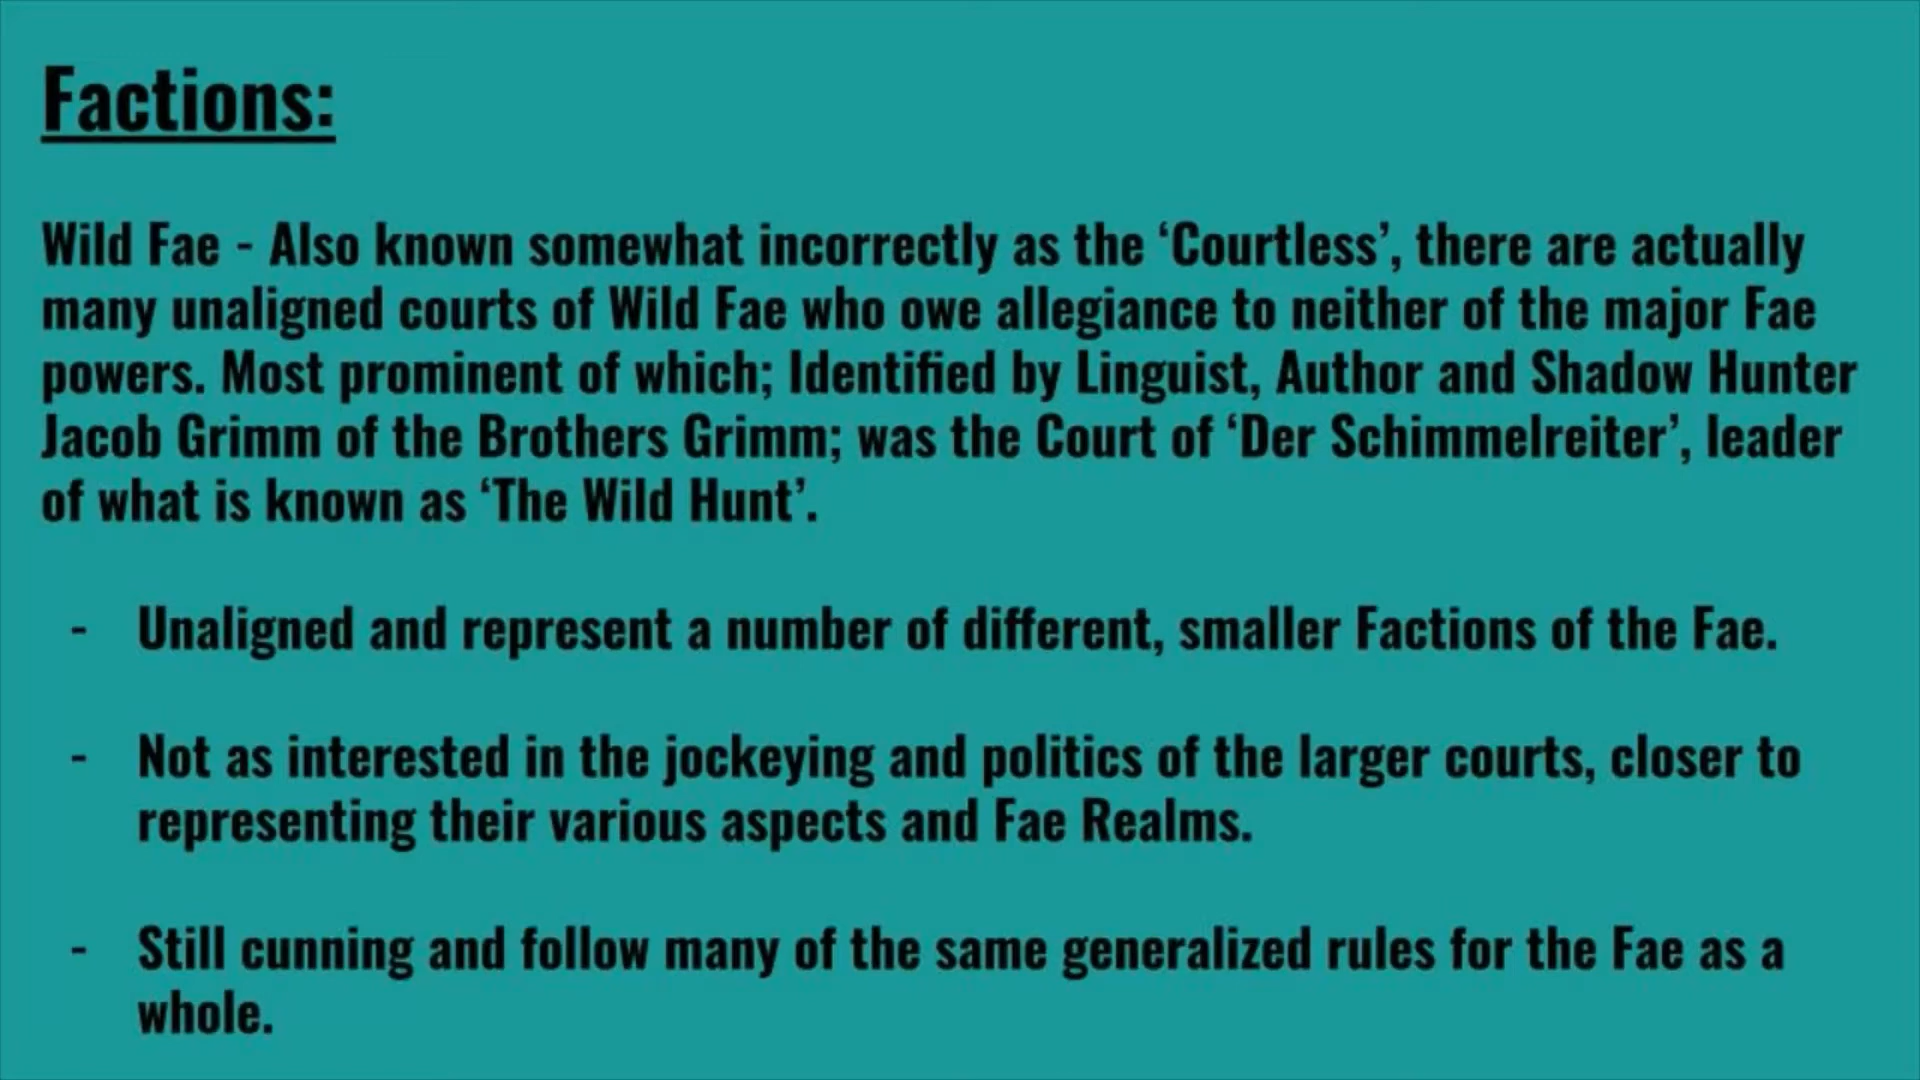 Factions:
Wild Fae - Also known somewhat incorrectly as the ‘Courtless’, there are actually
many unaligned courts of Wild Fae who owe allegiance to neither of the major Fae
powers. Most prominent of which; Identified by Linguist, Author and Shadow Hunter
Jacob Grimm of the Brothers Grimm; was the Court of ‘Der Schimmelreiter’, leader
of what is known as ‘The Wild Hunt’.
- Unaligned and represent a number of different, smaller Factions of the Fae.
- Not as interested in the jockeying and politics of the larger courts, closer to
representing their various aspects and Fae Realms.
- Still cunning and follow many of the same generalized rules for the Fae as a
whole.